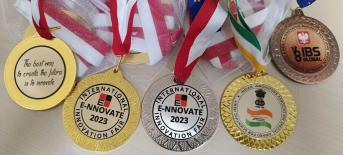 The best way
to create the future
is to innovate
INTERNATIONAL
E-NNOVATE
2023
INNOVATION FAIR
INTERNATIONAL
E-NNOVATE
2023
INNOVATION FAIR
IBS
GLOBAL